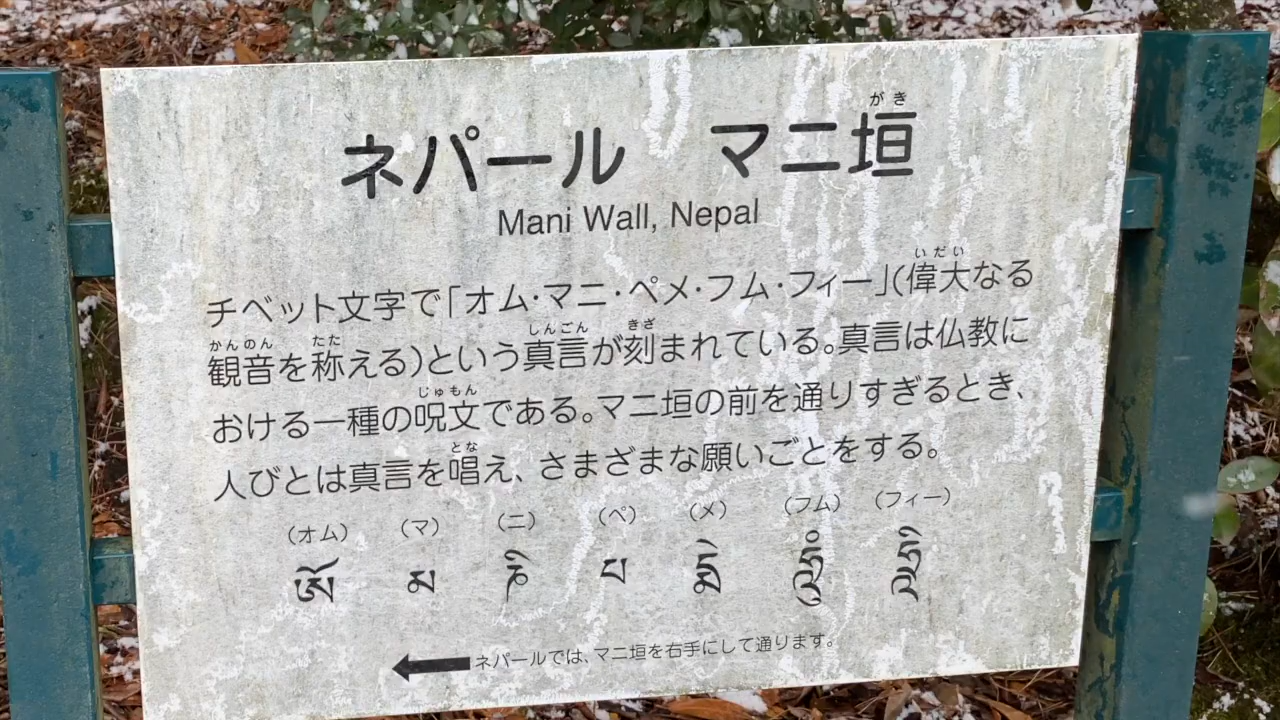 がき
ネパール　マニ垣
Mani Wall, Nepal
いだい
チベット文字で「オム・マニ・ペメ・フム・フィー」(偉大なる
かんのん　たた　しんごん　きざ
観音を称える)という真言が刻まれている。真言は仏教に
じゅもん
おける一種の呪文である。マニ垣の前を通りすぎるとき、
とな
人びとは真言を唱え、さまざまな願いごとをする。
(オム)　(マ)　(ニ)　(ペ)　(メ)　(フム)　(フィー)
ཨོཾ　མ　ཎི　པ　དྨེ　ཧཱུྃ　ཧྲཱིཿ
ネパールでは、マニ垣を右手にして通ります。